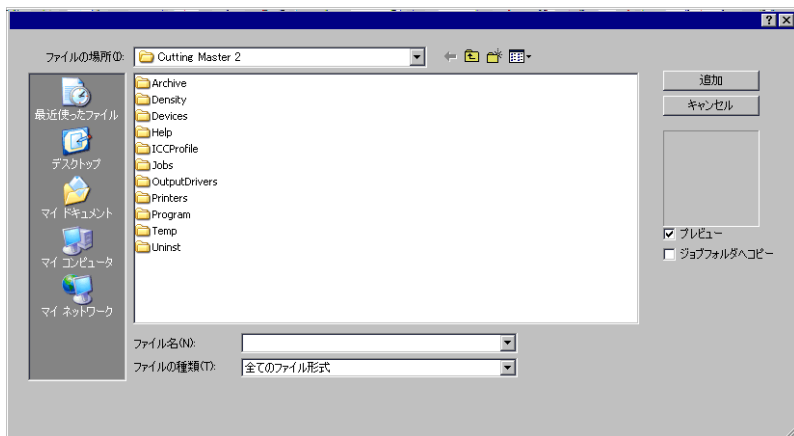 ファイルの場所(I):
Cutting Master 2
最近使ったファイル
デスクトップ
マイ ドキュメント
マイ コンピュータ
マイ ネットワーク
Archive
Density
Devices
Help
ICCProfile
Jobs
OutputDrivers
Printers
Program
Temp
Uninst
追加
キャンセル
プレビュー
ジョブフォルダへコピー
ファイル名(N):
ファイルの種類(T):
全てのファイル形式